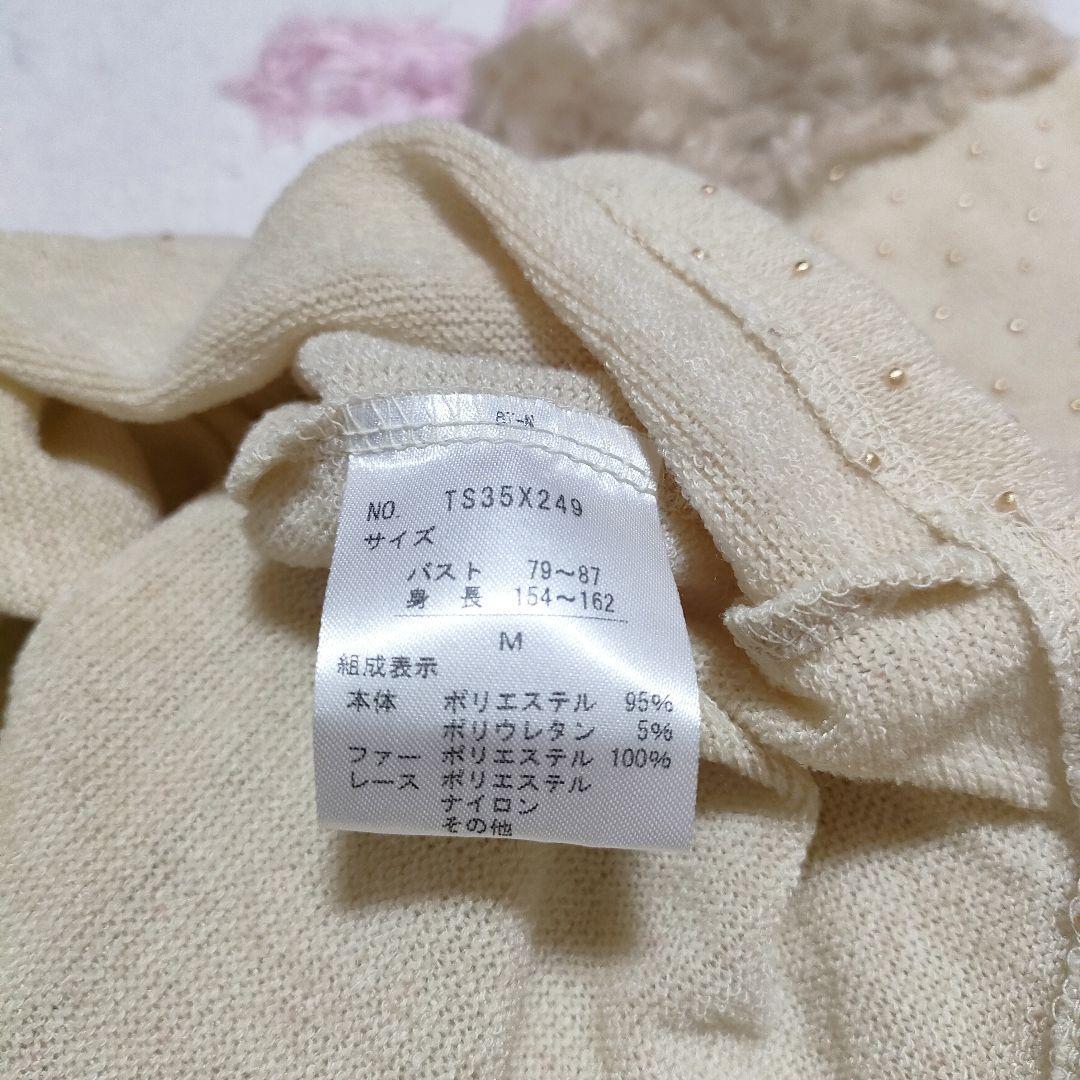 BT-N
NO. TS35X249
サイズ
バスト 79～87
身 長 154～162
M
組成表示
本体 ポリエステル 95%
ポリウレタン 5%
ファー ポリエステル 100%
レース ポリエステル
ナイロン
その他